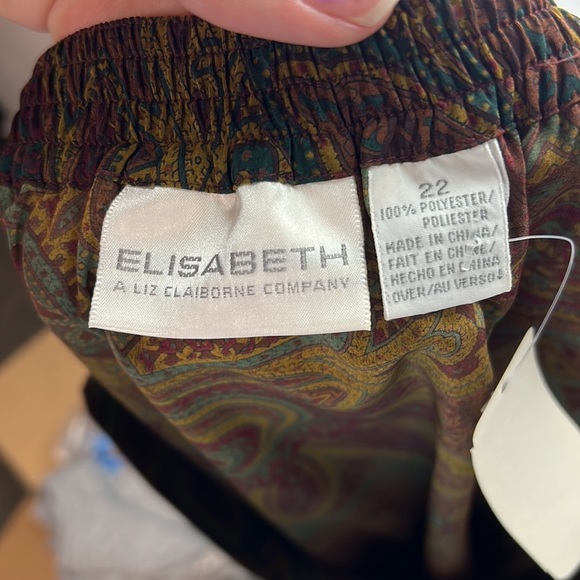 ELISABETH
A LIZ CLAIBORNE COMPANY
22
100% POLYESTER/
POLIESTER
MADE IN CHINA/
FAIT EN CHINE/
HECHO EN CHINA
OVER/AU VERSO